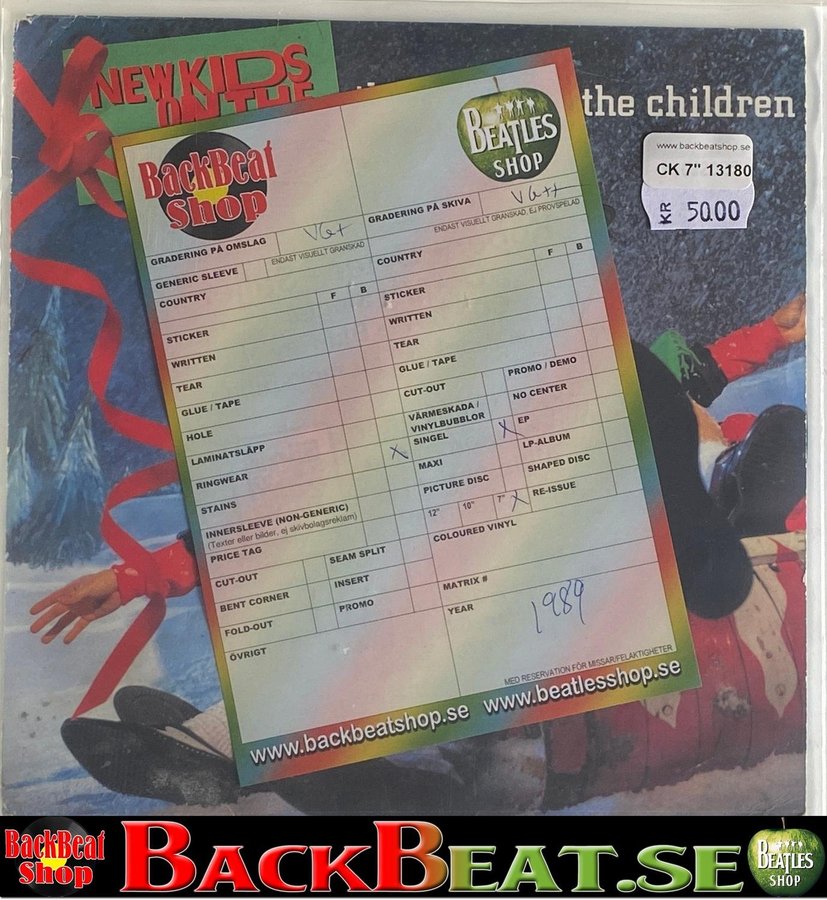 NEW KIDS
ON THE
the children
www.backbeatshop.se
CK 7" 13180
KR 50.00
BackBeat
Shop
BEATLES
SHOP
GRADERING PÅ OMSLAG VG+
ENDAST VISUELLT GRANSKAD
GENERIC SLEEVE
COUNTRY
F B
STICKER
WRITTEN
TEAR
GLUE / TAPE
HOLE
LAMINATSLÄPP
RINGWEAR
STAINS
INNERSLEEVE (NON-GENERIC)
(Texter eller bilder, ej skivbolagsreklam)
PRICE TAG
CUT-OUT SEAM SPLIT
BENT CORNER INSERT
FOLD-OUT PROMO
ÖVRIGT
GRADERING PÅ SKIVA VG++
ENDAST VISUELLT GRANSKAD, EJ PROVSPELAD
COUNTRY
F B
STICKER
WRITTEN
TEAR
GLUE / TAPE
CUT-OUT PROMO / DEMO
VÄRMESKADA /
VINYLBUBBLOR NO CENTER
X SINGEL X EP
MAXI LP-ALBUM
PICTURE DISC SHAPED DISC
12" 10" 7" X RE-ISSUE
COLOURED VINYL
MATRIX #
YEAR 1989
MED RESERVATION FÖR MISSAR/FELAKTIGHETER
www.backbeatshop.se www.beatlesshop.se
BackBeat
Shop
BACKBEAT.SE
BEATLES
SHOP